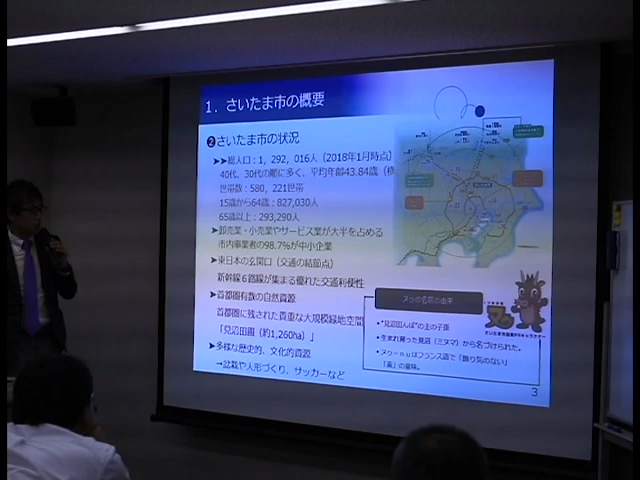 1．さいたま市の概要
❷さいたま市の状況
➤➤総人口：1，292，016人（2018年1月時点）
40代、30代の順に多く、平均年齢43.84歳（
世帯数：580，221世帯
15歳から64歳：827,030人
65歳以上：293,290人
➤卸売業・小売業やサービス業が大半を占める
市内事業者の98.7％が中小企業
➤東日本の玄関口（交通の結節点）
新幹線６路線が集まる優れた交通利便性
➤首都圏有数の自然資源
首都圏に残された貴重な大規模緑地空間
「見沼田圃（約1,260ha）」
➤多様な歴史的、文化的資源
→盆栽や人形づくり、サッカーなど
ヌゥの名前の由来
•“見沼田んぼ”の主の子孫
•生まれ育った見沼（ミヌマ）から名づけられた。
•ヌゥ－ｎｕはフランス語で「飾り気のない」
「素」の意味。
3